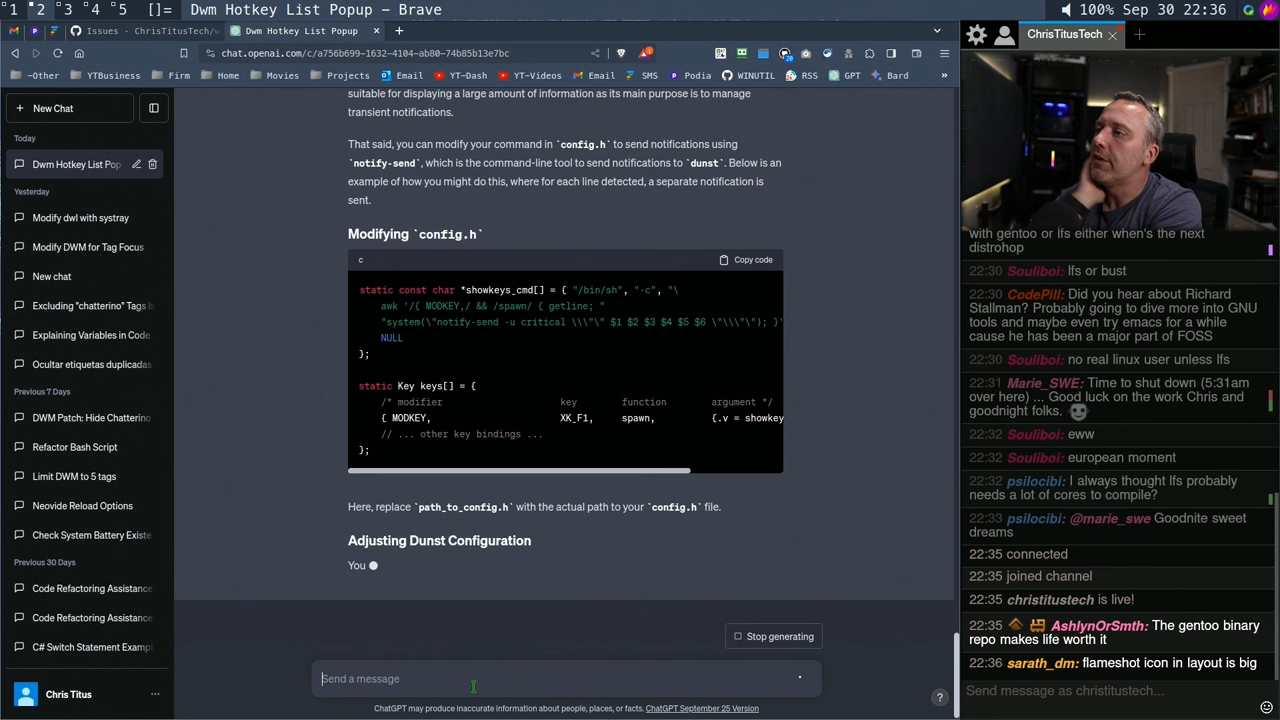 1 2 3 4 5 []= Dwm Hotkey List Popup - Brave 100% Sep 30 22:36
Issues · ChrisTitusTech/ Dwm Hotkey List Popup
chat.openai.com/c/a756b699-1632-4104-ab80-74b85b13e7bc
-Other YTBusiness Firm Home Movies Projects Email YT-Dash YT-Videos Email SMS Podia WINUTIL RSS GPT Bard
New Chat
Today
Dwm Hotkey List Pop
Yesterday
Modify dwl with systray
Modify DWM for Tag Focus
New chat
Excluding "chatterino" Tags
Explaining Variables in Code
Ocultar etiquetas duplicadas
Previous 7 Days
DWM Patch: Hide Chatterino
Refactor Bash Script
Limit DWM to 5 tags
Neovide Reload Options
Check System Battery Existe
Previous 30 Days
Code Refactoring Assistance
Code Refactoring Assistance
C# Switch Statement Exampl
Chris Titus
suitable for displaying a large amount of information as its main purpose is to manage
transient notifications.
That said, you can modify your command in `config.h` to send notifications using
`notify-send`, which is the command-line tool to send notifications to `dunst`. Below is an
example of how you might do this, where for each line detected, a separate notification is
sent.
Modifying `config.h`
c Copy code
static const char *showkeys_cmd[] = { "/bin/sh", "-c", "\
awk '/{ MODKEY,/ && /spawn/ { getline; "
"system(\"notify-send -u critical \\\"\" $1 $2 $3 $4 $5 $6 \"\\\"\"); }'
NULL
};
static Key keys[] = {
/* modifier key function argument */
{ MODKEY, XK_F1, spawn, {.v = showkey
// ... other key bindings ...
};
Here, replace `path_to_config.h` with the actual path to your `config.h` file.
Adjusting Dunst Configuration
You
Stop generating
Send a message
ChatGPT may produce inaccurate information about people, places, or facts. ChatGPT September 25 Version
?
ChrisTitusTech
with gentoo or lfs either when's the next
distrohop
22:30 Souliboi: lfs or bust
22:30 CodePill: Did you hear about Richard
Stallman? Probably going to dive more into GNU
tools and maybe even try emacs for a while
cause he has been a major part of FOSS
22:30 Souliboi: no real linux user unless lfs
22:31 Marie_SWE: Time to shut down (5:31am
over here) ... Good luck on the work Chris and
goodnight folks.
22:32 Souliboi: eww
22:32 Souliboi: european moment
22:32 psilocibi: I always thought lfs probably
needs a lot of cores to compile?
22:33 psilocibi: @marie_swe Goodnite sweet
dreams
22:35 connected
22:35 joined channel
22:35 christitustech is live!
22:35 AshlynOrSmth: The gentoo binary
repo makes life worth it
22:36 sarath_dm: flameshot icon in layout is big
Send message as christitustech...